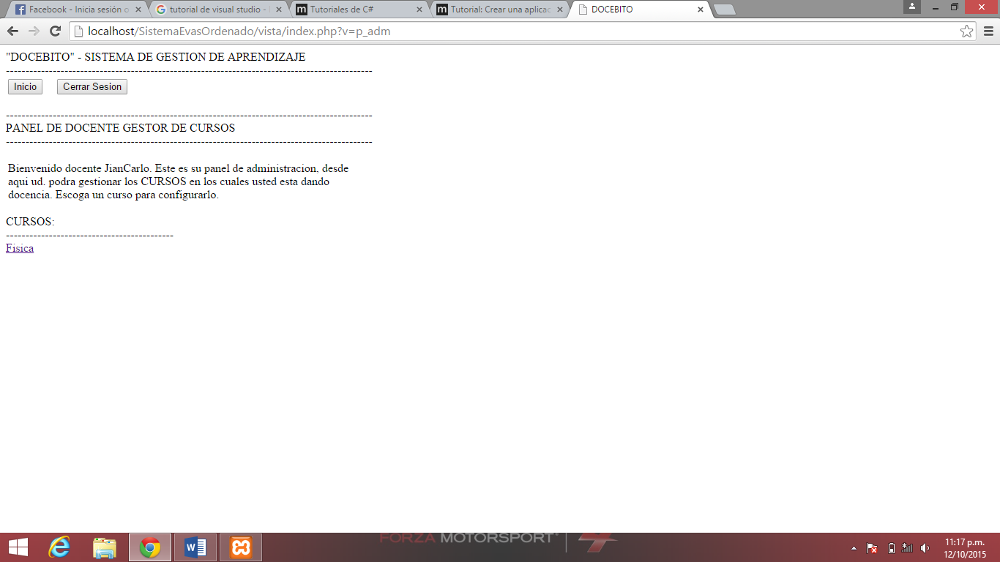 Facebook - Inicia sesión o
tutorial de visual studio -
Tutoriales de C#
Tutorial: Crear una aplicac
DOCEBITO
localhost/SistemaEvasOrdenado/vista/index.php?v=p_adm
"DOCEBITO" - SISTEMA DE GESTION DE APRENDIZAJE
-----------------------------------------------------------------------------------------------
Inicio Cerrar Sesion
-----------------------------------------------------------------------------------------------
PANEL DE DOCENTE GESTOR DE CURSOS
-----------------------------------------------------------------------------------------------
Bienvenido docente JianCarlo. Este es su panel de administracion, desde
aqui ud. podra gestionar los CURSOS en los cuales usted esta dando
docencia. Escoga un curso para configurarlo.
CURSOS:
-------------------------------------------
Fisica
FORZA MOTORSPORT 4
11:17 p.m.
12/10/2015